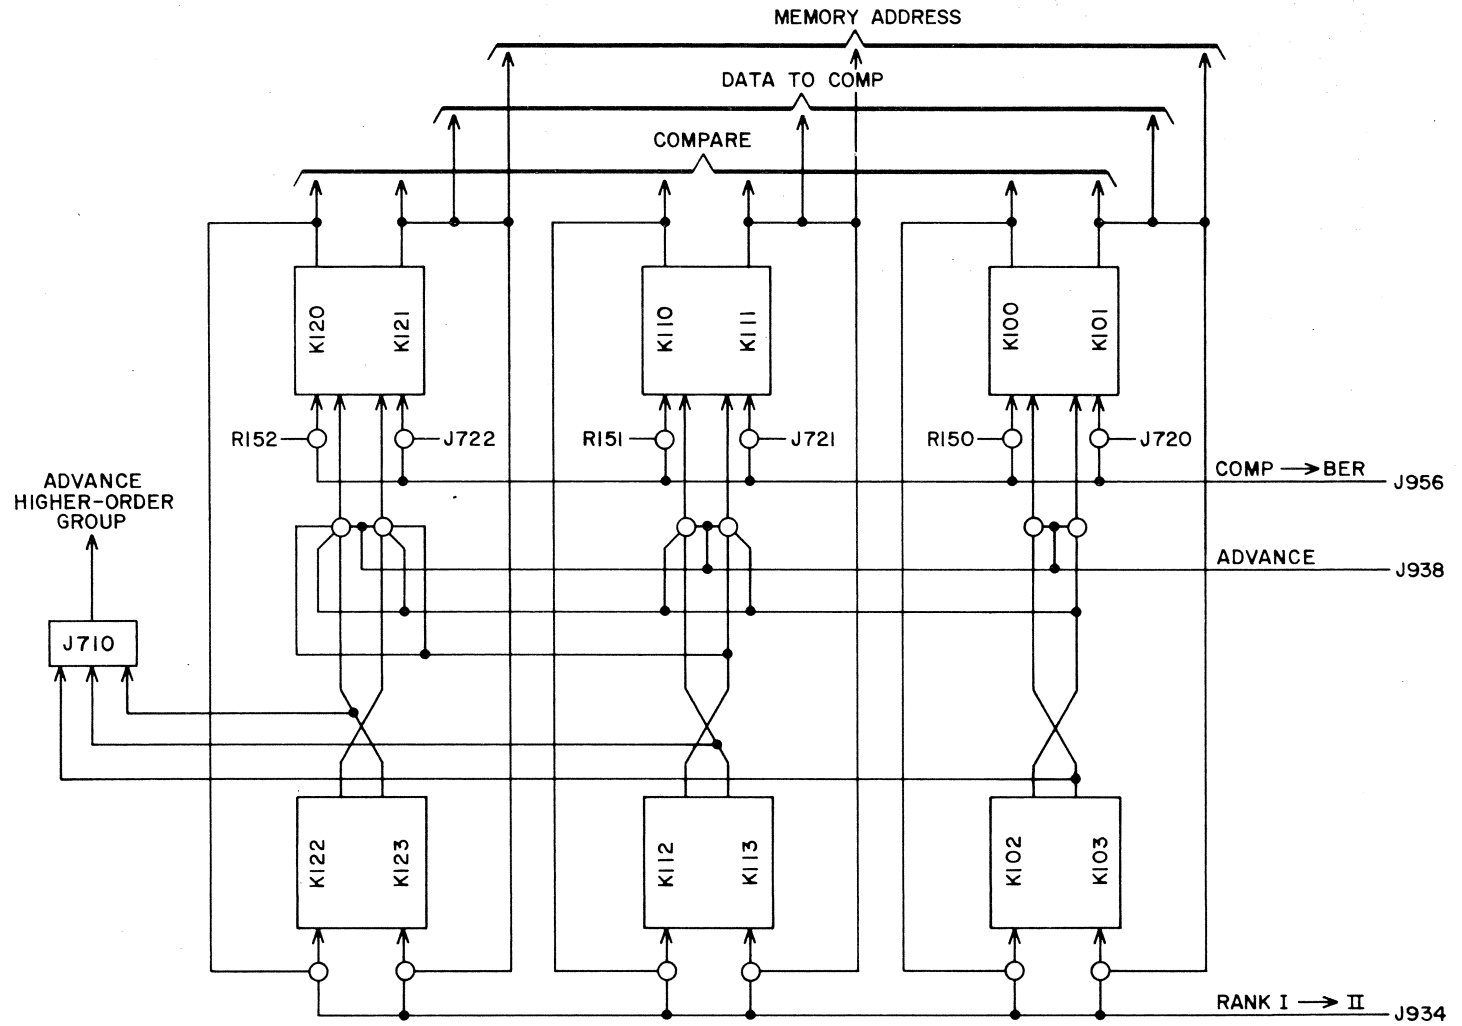 MEMORY ADDRESS
DATA TO COMP
COMPARE
K120
K121
K110
K111
K100
K101
R152
J722
R151
J721
R150
J720
COMP → BER
J956
ADVANCE
HIGHER-ORDER
GROUP
ADVANCE
J938
J710
K122
K123
K112
K113
K102
K103
RANK I → II
J934